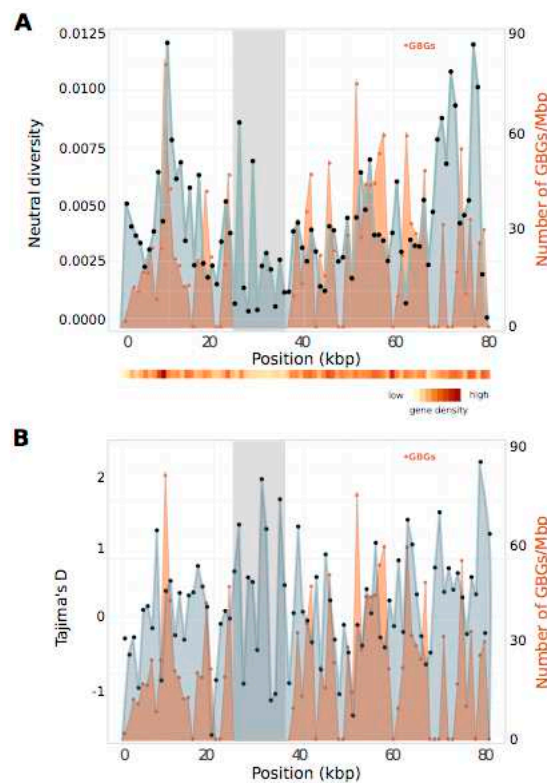 A
Neutral diversity
0.0125
0.0100
0.0075
0.0050
0.0025
0.0000
GBGs
90
60
30
0
Number of GBGs/Mbp
0 20 40 60 80
Position (kbp)
low high
gene density
B
Tajima's D
2
1
0
-1
GBGs
90
60
30
0
Number of GBGs/Mbp
0 20 40 60 80
Position (kbp)